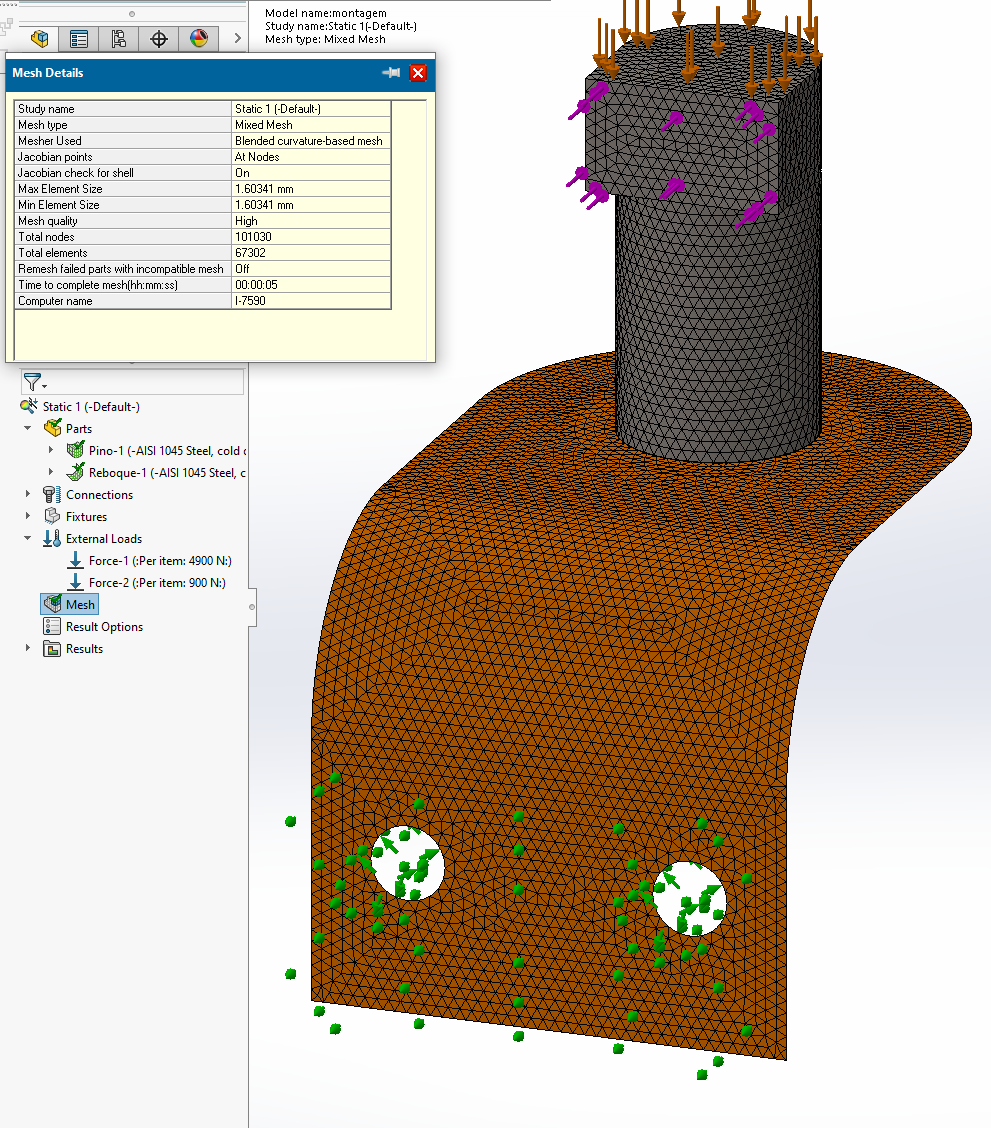 Model name:montagem
Study name:Static 1(-Default-)
Mesh type: Mixed Mesh
Mesh Details
Study name Static 1 (-Default-)
Mesh type Mixed Mesh
Mesher Used Blended curvature-based mesh
Jacobian points At Nodes
Jacobian check for shell On
Max Element Size 1.60341 mm
Min Element Size 1.60341 mm
Mesh quality High
Total nodes 101030
Total elements 67302
Remesh failed parts with incompatible mesh Off
Time to complete mesh(hh:mm:ss) 00:00:05
Computer name I-7590
Static 1 (-Default-)
Parts
Pino-1 (-AISI 1045 Steel, cold
Reboque-1 (-AISI 1045 Steel, c
Connections
Fixtures
External Loads
Force-1 (:Per item: 4900 N:)
Force-2 (:Per item: 900 N:)
Mesh
Result Options
Results